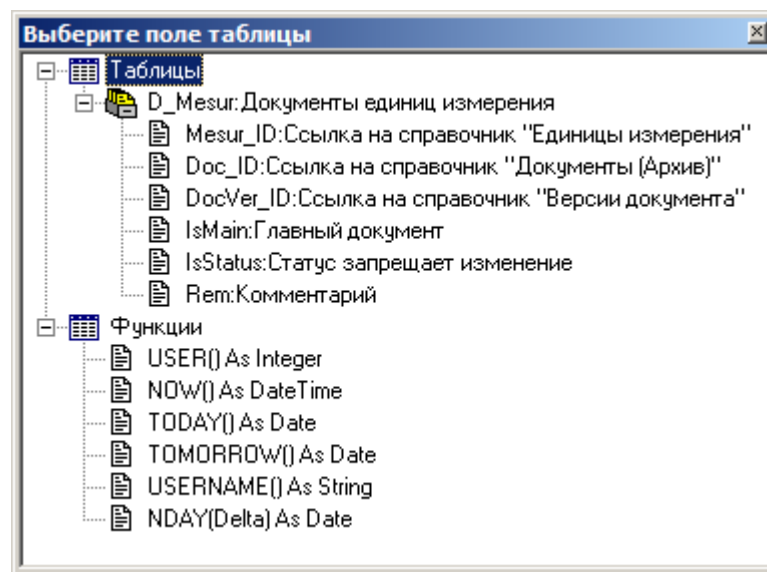 Выберите поле таблицы
Таблицы
D_Mesur:Документы единиц измерения
Mesur_ID:Ссылка на справочник "Единицы измерения"
Doc_ID:Ссылка на справочник "Документы (Архив)"
DocVer_ID:Ссылка на справочник "Версии документа"
IsMain:Главный документ
IsStatus:Статус запрещает изменение
Rem:Комментарий
Функции
USER() As Integer
NOW() As DateTime
TODAY() As Date
TOMORROW() As Date
USERNAME() As String
NDAY(Delta) As Date